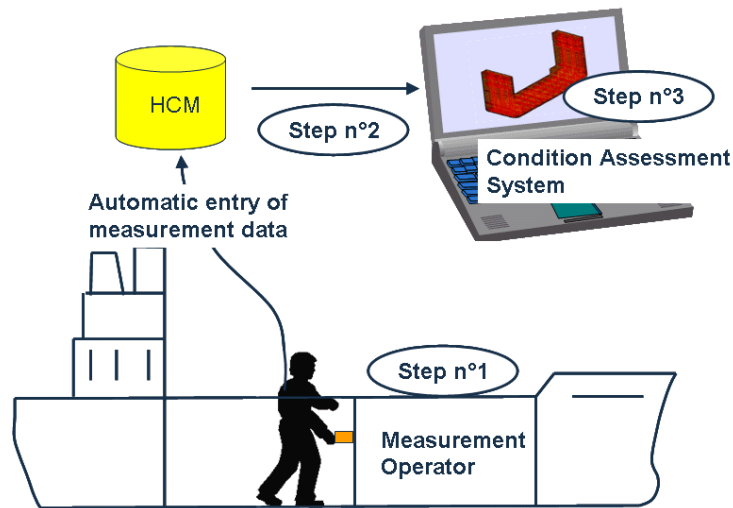 HCM
Step n°2
Step n°3
Condition Assessment
System
Automatic entry of
measurement data
Step n°1
Measurement
Operator